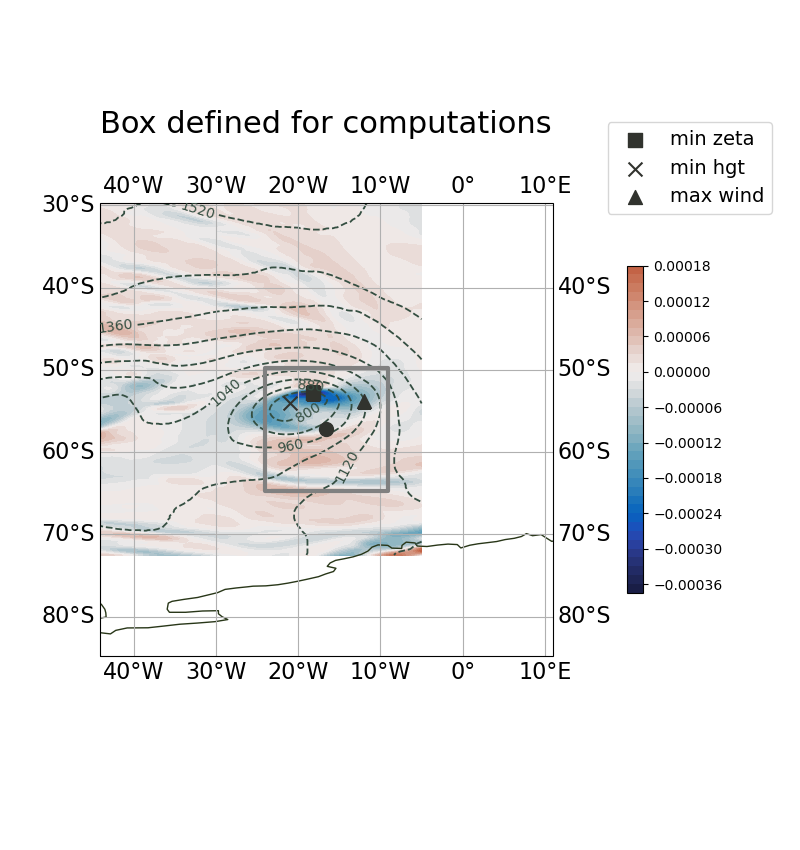 Box defined for computations
min zeta
min hgt
max wind
40°W 30°W 20°W 10°W 0° 10°E
30°S
1520
40°S 40°S
1360
50°S 50°S
1040
800
60°S 60°S
960
1120
70°S 70°S
80°S 80°S
40°W 30°W 20°W 10°W 0° 10°E
0.00018
0.00012
0.00006
0.00000
−0.00006
−0.00012
−0.00018
−0.00024
−0.00030
−0.00036